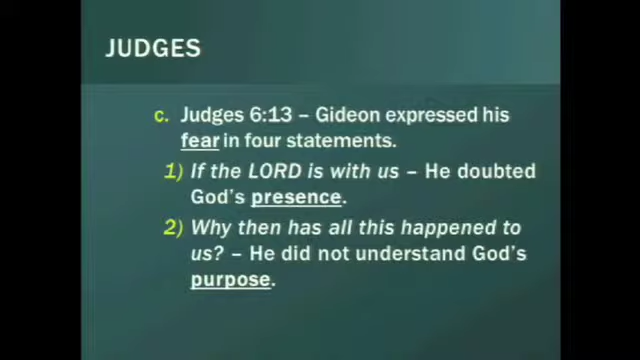 JUDGES
c. Judges 6:13 – Gideon expressed his
fear in four statements.
1) If the LORD is with us – He doubted
God's presence.
2) Why then has all this happened to
us? – He did not understand God's
purpose.